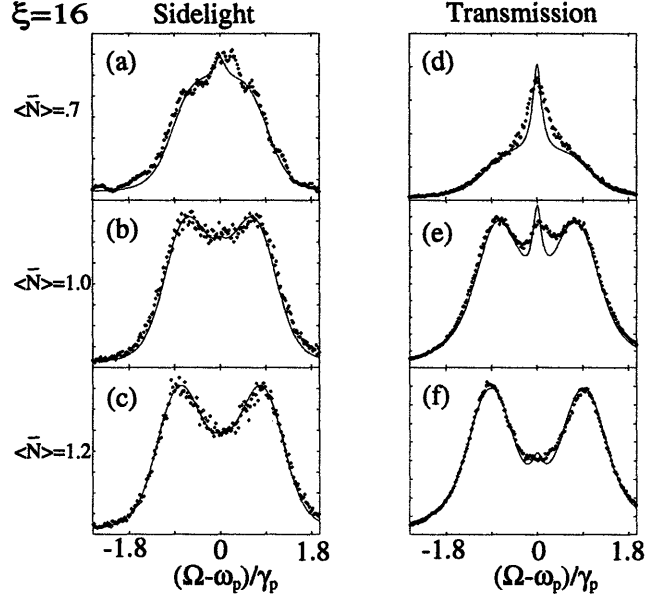 ξ=16 Sidelight Transmission
(a) (d)
<N̄>=.7
(b) (e)
<N̄>=1.0
(c) (f)
<N̄>=1.2
-1.8 0 1.8 -1.8 0 1.8
(Ω-ωp)/γp (Ω-ωp)/γp